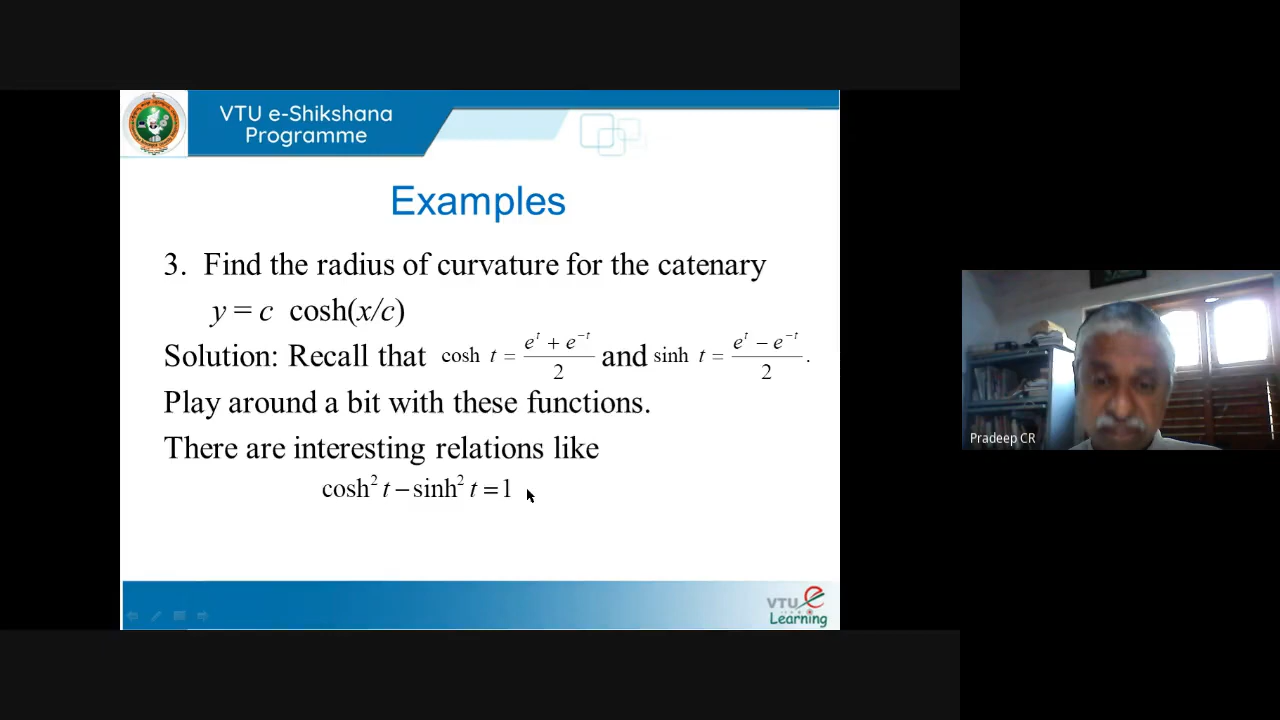 VTU e-Shikshana
Programme
Examples
3. Find the radius of curvature for the catenary
y = c cosh(x/c)
Solution: Recall that cosh t = (e^t + e^-t)/2 and sinh t = (e^t - e^-t)/2.
Play around a bit with these functions.
There are interesting relations like
cosh² t – sinh² t = 1
Pradeep CR
VTU e
Learning